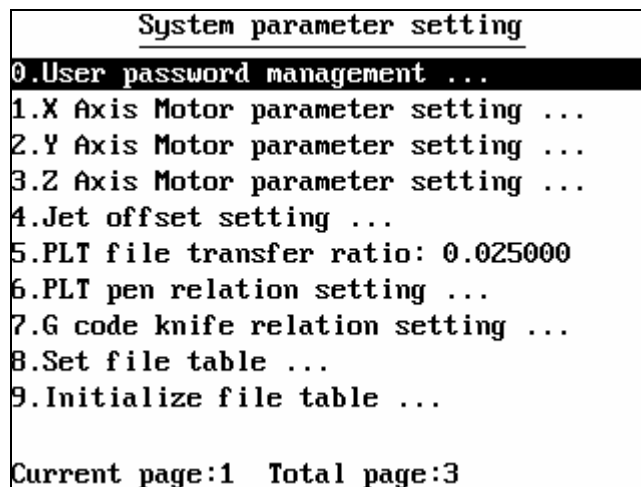 System parameter setting
0.User password management ...
1.X Axis Motor parameter setting ...
2.Y Axis Motor parameter setting ...
3.Z Axis Motor parameter setting ...
4.Jet offset setting ...
5.PLT file transfer ratio: 0.025000
6.PLT pen relation setting ...
7.G code knife relation setting ...
8.Set file table ...
9.Initialize file table ...
Current page:1 Total page:3